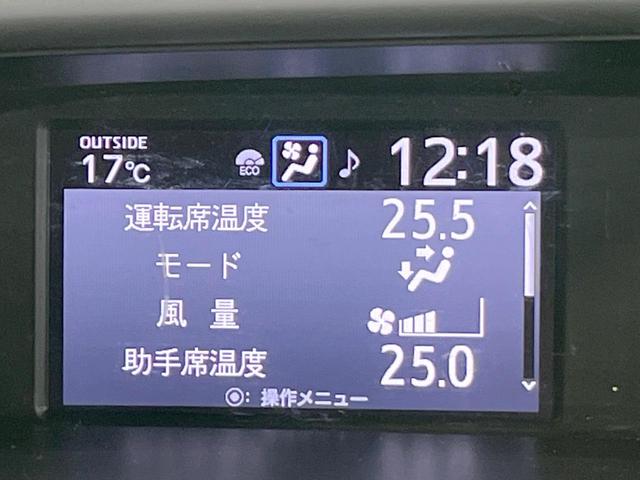 OUTSIDE
17℃ ECO 12:18
運転席温度 25.5
モード
風 量
助手席温度 25.0
◉: 操作メニュー